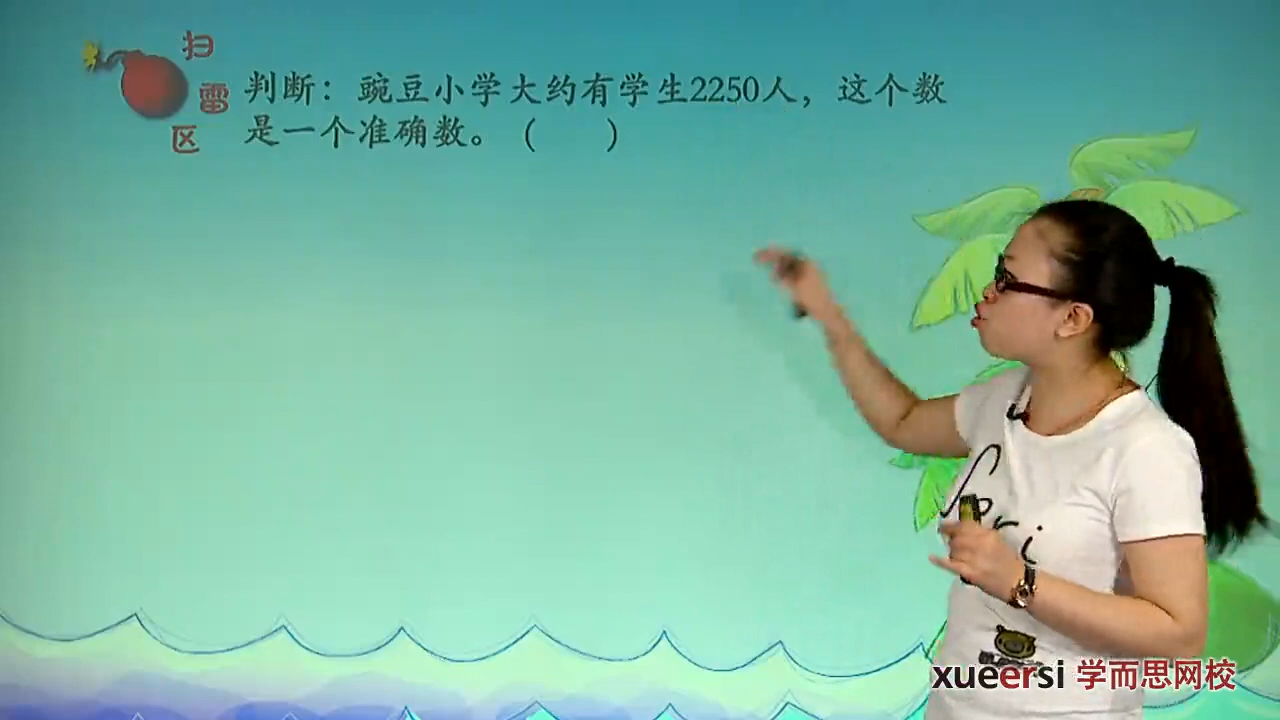 扫
雷
区
判断：豌豆小学大约有学生2250人，这个数
是一个准确数。（　　）
xueersi 学而思网校